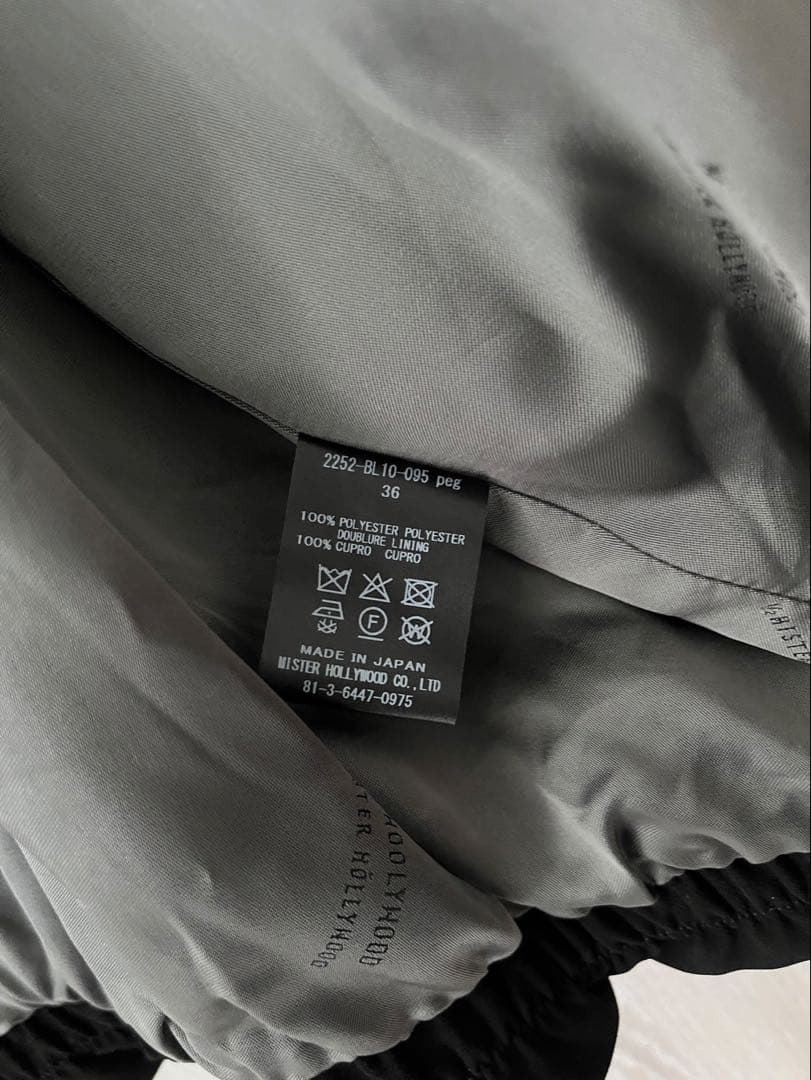 2252-BL10-095 peg
36
100% POLYESTER POLYESTER
DOUBLURE LINING
100% CUPRO CUPRO
F
W
MADE IN JAPAN
MISTER HOLLYWOOD CO.,LTD
81-3-6447-0975
HÖLLYWOOD